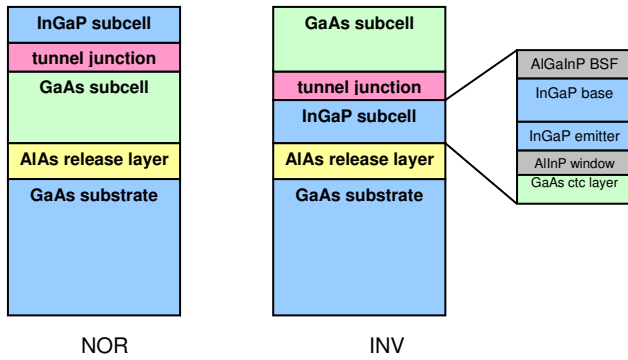 InGaP subcell
tunnel junction
GaAs subcell
AlAs release layer
GaAs substrate
NOR
GaAs subcell
tunnel junction
InGaP subcell
AlAs release layer
GaAs substrate
INV
AlGaInP BSF
InGaP base
InGaP emitter
AlInP window
GaAs ctc layer